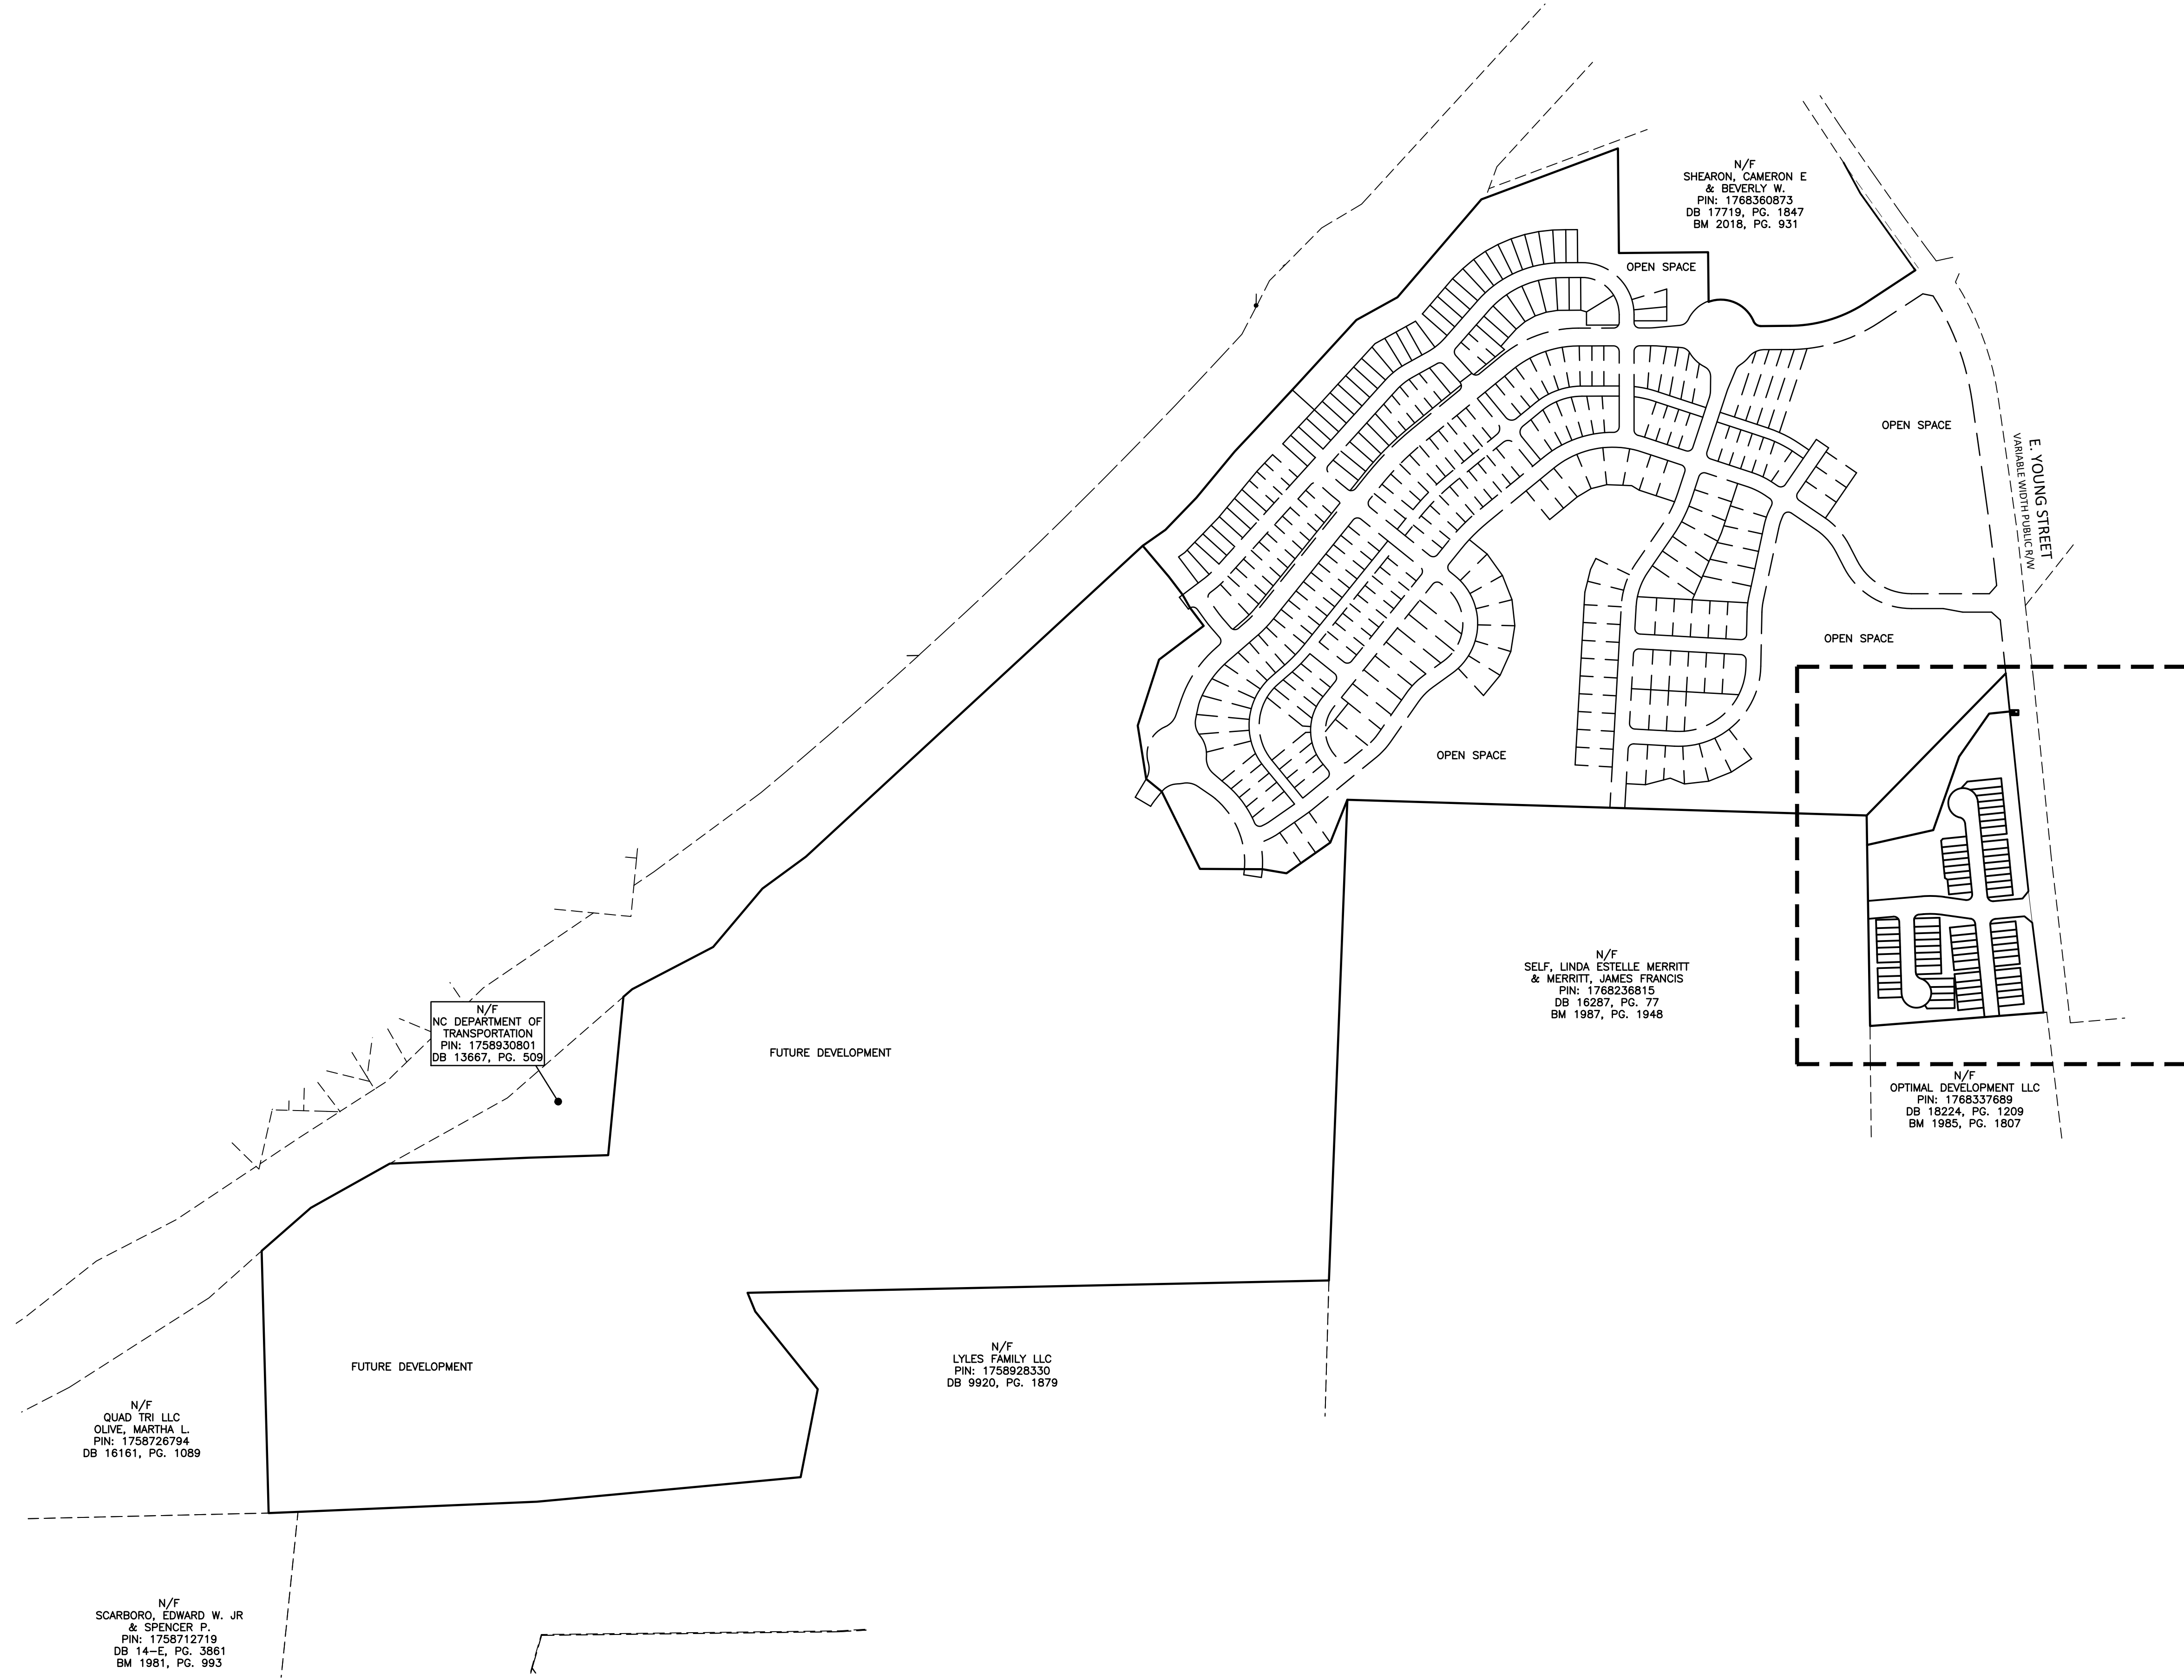 N/F
SHEARON, CAMERON E
& BEVERLY W.
PIN: 1768360873
DB 17719, PG. 1847
BM 2018, PG. 931
OPEN SPACE
OPEN SPACE
E. YOUNG STREET
VARIABLE WIDTH PUBLIC R/W
OPEN SPACE
OPEN SPACE
N/F
SELF, LINDA ESTELLE MERRITT
& MERRITT, JAMES FRANCIS
PIN: 1768236815
DB 16287, PG. 77
BM 1987, PG. 1948
N/F
NC DEPARTMENT OF
TRANSPORTATION
PIN: 1758930801
DB 13667, PG. 509
FUTURE DEVELOPMENT
N/F
OPTIMAL DEVELOPMENT LLC
PIN: 1768337689
DB 18224, PG. 1209
BM 1985, PG. 1807
N/F
LYLES FAMILY LLC
PIN: 1758928330
DB 9920, PG. 1879
FUTURE DEVELOPMENT
N/F
QUAD TRI LLC
OLIVE, MARTHA L.
PIN: 1758726794
DB 16161, PG. 1089
N/F
SCARBORO, EDWARD W. JR
& SPENCER P.
PIN: 1758712719
DB 14-E, PG. 3861
BM 1981, PG. 993